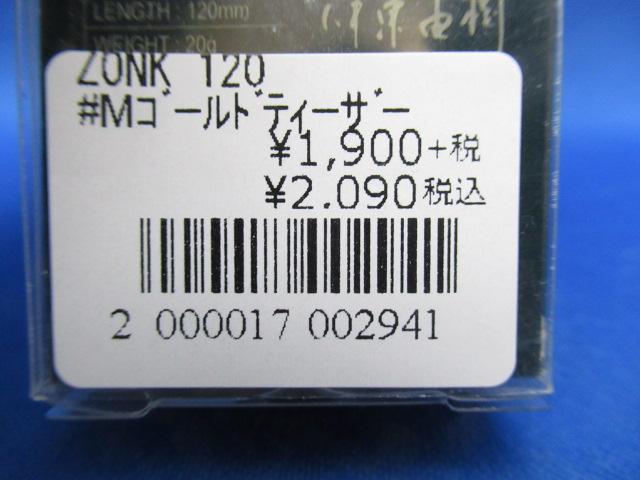 LENGTH : 120mm)
WEIGHT : 20g
ZONK 120
#Mゴールドティーザー
¥1,900+税
¥2.090税込
2 000017 002941